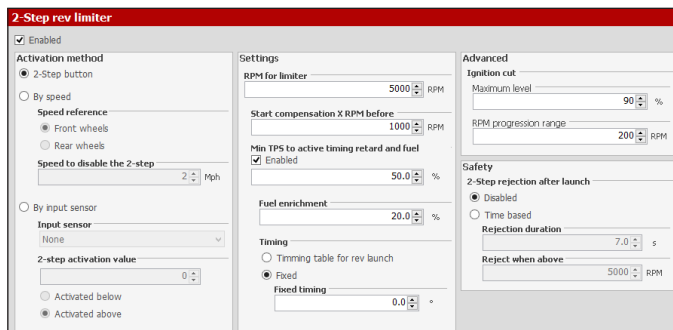 2-Step rev limiter
Enabled
Activation method
2-Step button
By speed
Speed reference
Front wheels
Rear wheels
Speed to disable the 2-step
2 Mph
By input sensor
Input sensor
None
2-step activation value
0
Activated below
Activated above
Settings
RPM for limiter
5000 RPM
Start compensation X RPM before
1000 RPM
Min TPS to active timing retard and fuel
Enabled
50.0 %
Fuel enrichment
20.0 %
Timing
Timming table for rev launch
Fixed
Fixed timing
0.0 °
Advanced
Ignition cut
Maximum level
90 %
RPM progression range
200 RPM
Safety
2-Step rejection after launch
Disabled
Time based
Rejection duration
7.0 s
Reject when above
5000 RPM